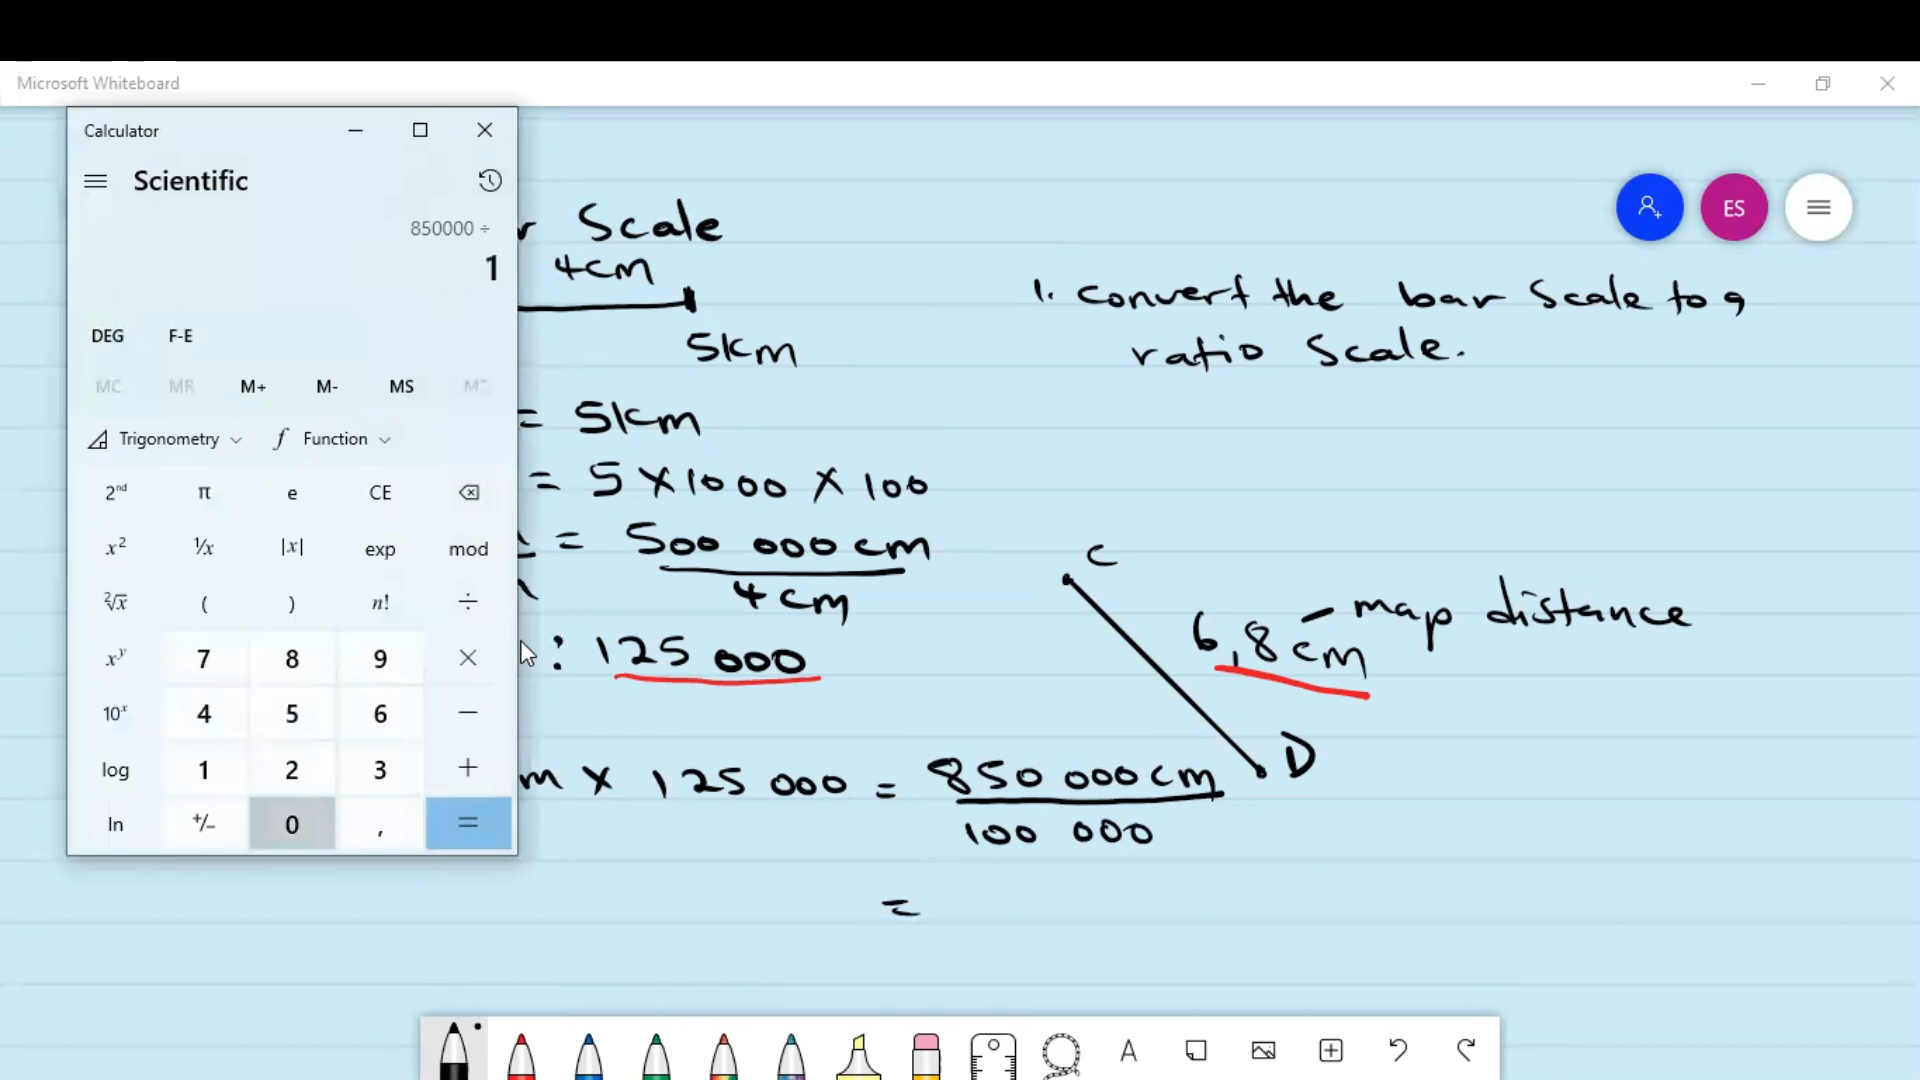 Microsoft Whiteboard
Calculator
Scientific
850000 ÷
1
DEG F-E
MC MR M+ M- MS
Trigonometry Function
2nd π e CE
x² ¹/x |x| exp mod
²√x ( ) n! ÷
xʸ 7 8 9 ×
10ˣ 4 5 6 −
log 1 2 3 +
ln +/− 0 , =
r Scale
4cm
5km
= 5km
= 5 × 1000 × 100
= 500 000 cm
4 cm
: 125 000
m × 125 000 = 850 000 cm
100 000
=
ES
1. convert the bar Scale to a
ratio Scale.
C
6,8cm – map distance
D
A